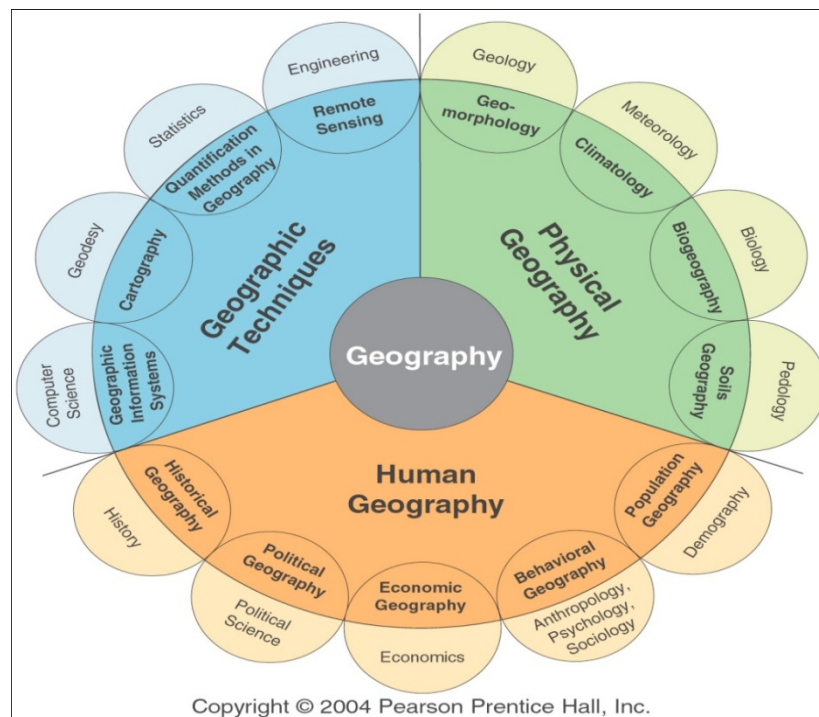 Engineering
Remote
Sensing
Statistics
Quantification
Methods in
Geography
Geodesy
Cartography
Computer
Science
Geographic
Information
Systems
Geographic
Techniques
Geology
Geo-
morphology
Meteorology
Climatology
Biology
Biogeography
Pedology
Soils
Geography
Physical
Geography
Geography
Human
Geography
History
Historical
Geography
Political
Geography
Political
Science
Economic
Geography
Economics
Behavioral
Geography
Anthropology,
Psychology,
Sociology
Population
Geography
Demography
Copyright © 2004 Pearson Prentice Hall, Inc.